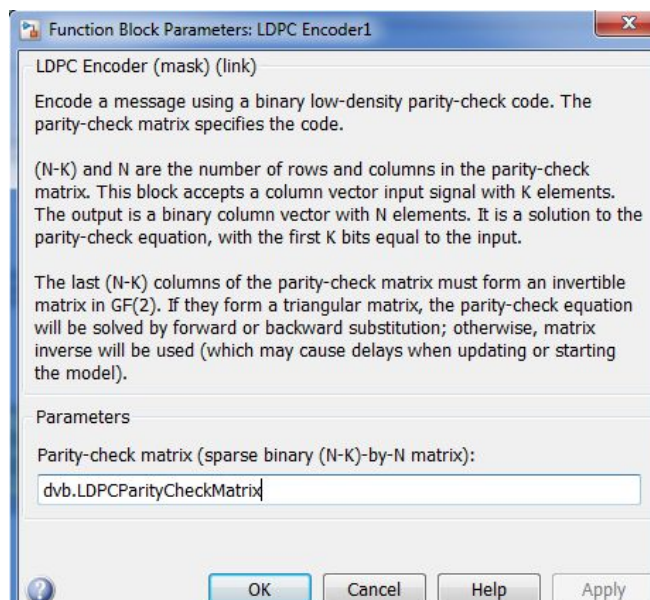 Function Block Parameters: LDPC Encoder1
LDPC Encoder (mask) (link)
Encode a message using a binary low-density parity-check code. The
parity-check matrix specifies the code.
(N-K) and N are the number of rows and columns in the parity-check
matrix. This block accepts a column vector input signal with K elements.
The output is a binary column vector with N elements. It is a solution to the
parity-check equation, with the first K bits equal to the input.
The last (N-K) columns of the parity-check matrix must form an invertible
matrix in GF(2). If they form a triangular matrix, the parity-check equation
will be solved by forward or backward substitution; otherwise, matrix
inverse will be used (which may cause delays when updating or starting
the model).
Parameters
Parity-check matrix (sparse binary (N-K)-by-N matrix):
dvb.LDPCParityCheckMatrix
? OK Cancel Help Apply